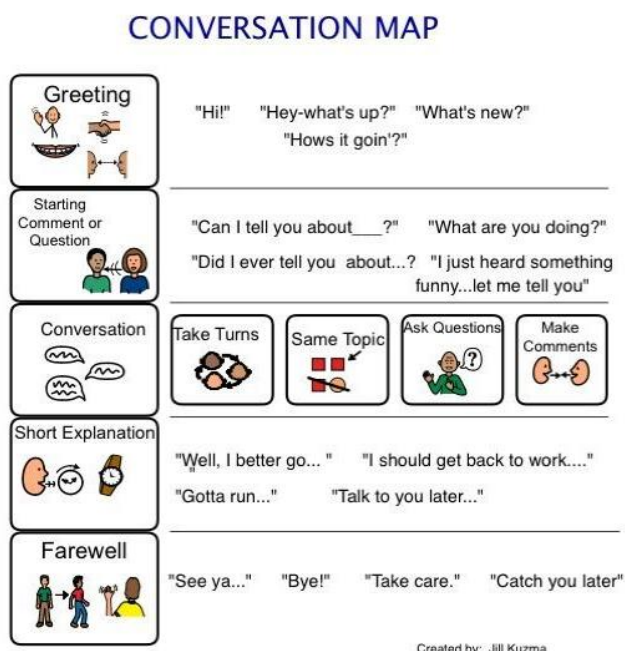 CONVERSATION MAP
Greeting
"Hi!" "Hey-what's up?" "What's new?"
"Hows it goin'?"
Starting
Comment or
Question
"Can I tell you about___?" "What are you doing?"
"Did I ever tell you about...? "I just heard something
funny...let me tell you"
Conversation
Take Turns
Same Topic
Ask Questions
?
Make
Comments
Short Explanation
"Well, I better go... " "I should get back to work...."
"
"Gotta run..." "Talk to you later..."
Farewell
"See ya..." "Bye!" "Take care." "Catch you later"
Created by: Jill Kuzma